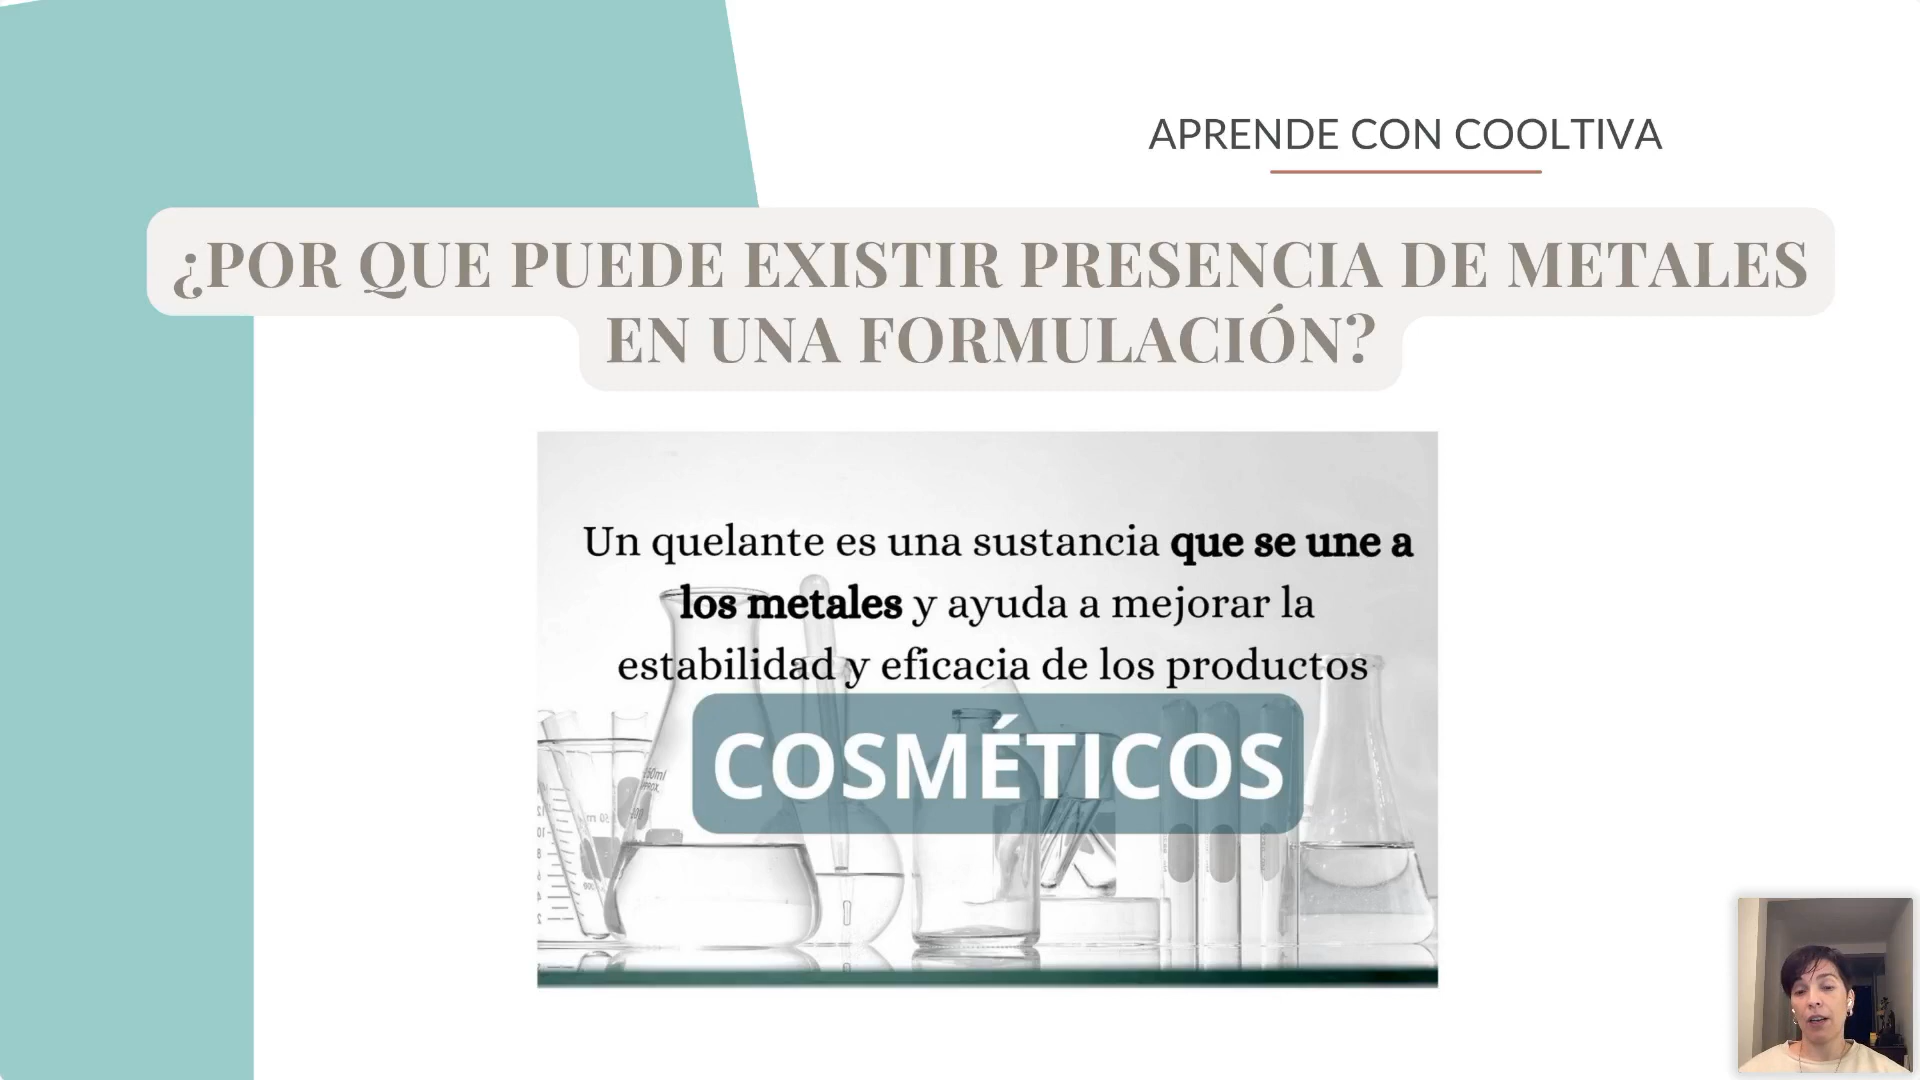 APRENDE CON COOLTIVA
¿POR QUE PUEDE EXISTIR PRESENCIA DE METALES
EN UNA FORMULACIÓN?
Un quelante es una sustancia que se une a
los metales y ayuda a mejorar la
estabilidad y eficacia de los productos
COSMÉTICOS